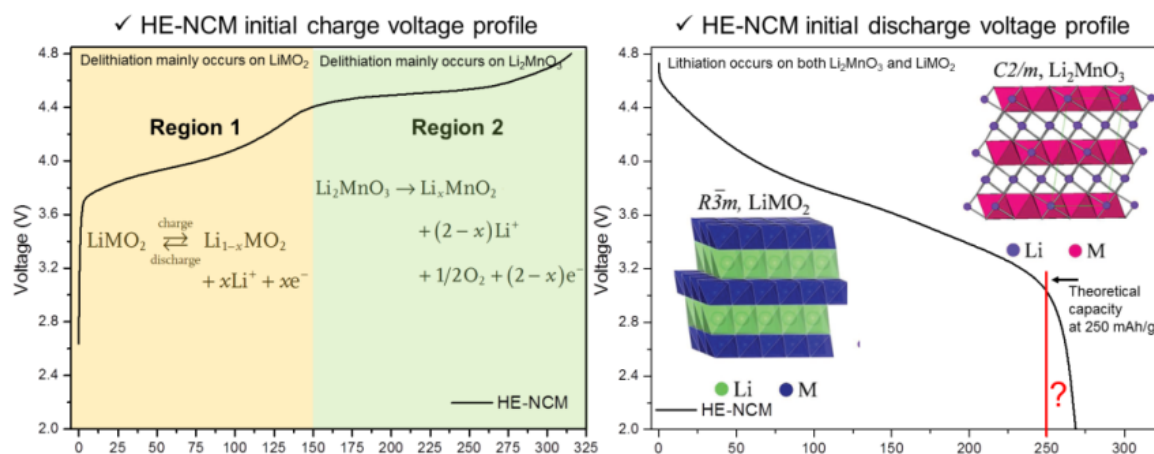 ✓ HE-NCM initial charge voltage profile
Delithiation mainly occurs on LiMO₂
Delithiation mainly occurs on Li₂MnO₃
Region 1
Region 2
LiMO₂ ⇄ Li₁₋ₓMO₂
charge
discharge
+ xLi⁺ + xe⁻
Li₂MnO₃ → LiₓMnO₂
+ (2 − x)Li⁺
+ 1/2O₂ + (2 − x)e⁻
HE-NCM
Voltage (V)
4.8
4.4
4.0
3.6
3.2
2.8
2.4
2.0
0 25 50 75 100 125 150 175 200 225 250 275 300 325
✓ HE-NCM initial discharge voltage profile
Lithiation occurs on both Li₂MnO₃ and LiMO₂
C2/m, Li₂MnO₃
Li M
R3̅m, LiMO₂
Li M
Theoretical
capacity
at 250 mAh/g
?
HE-NCM
Voltage (V)
4.8
4.4
4.0
3.6
3.2
2.8
2.4
2.0
0 50 100 150 200 250 300